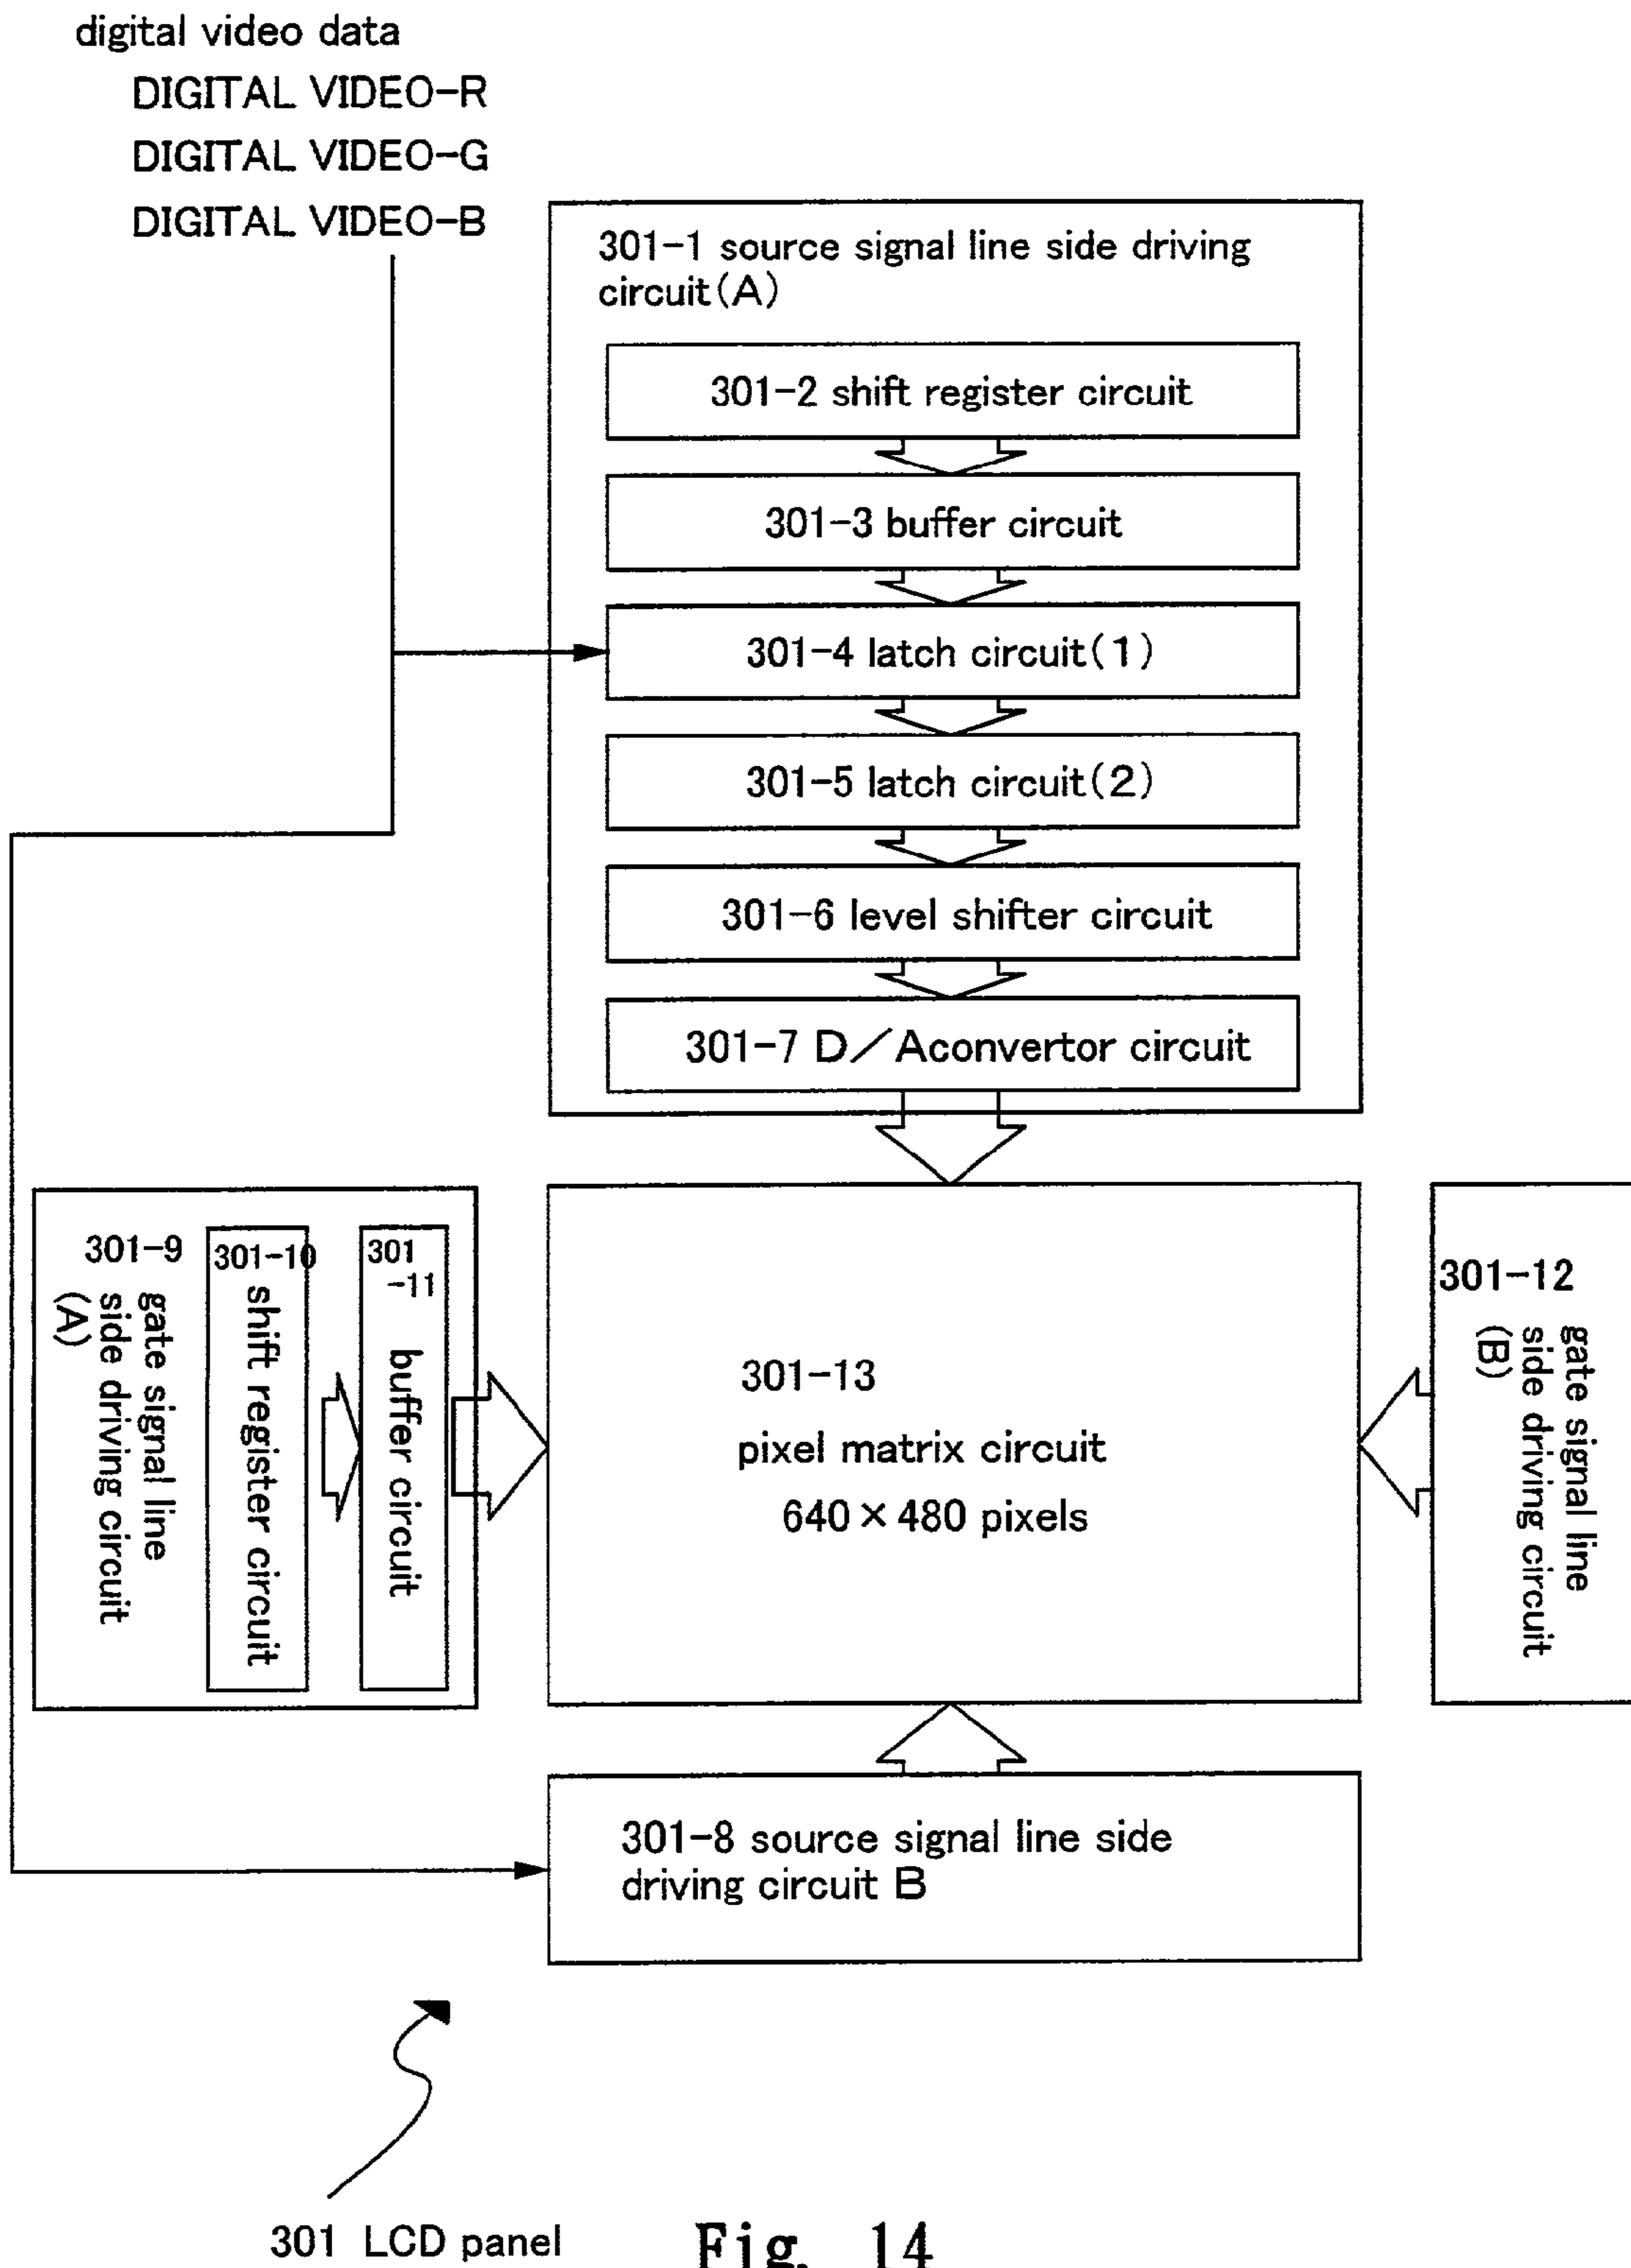 digital video data
DIGITAL VIDEO-R
DIGITAL VIDEO-G
DIGITAL VIDEO-B
301-1 source signal line side driving
circuit(A)
301-2 shift register circuit
301-3 buffer circuit
301-4 latch circuit(1)
301-5 latch circuit(2)
301-6 level shifter circuit
301-7 D/Aconvertor circuit
301-9
gate signal line
side driving circuit
(A)
301-10
shift register circuit
301
-11
buffer circuit
301-13
pixel matrix circuit
640×480 pixels
301-12
gate signal line
side driving circuit
(B)
301-8 source signal line side
driving circuit B
301 LCD panel
Fig. 14